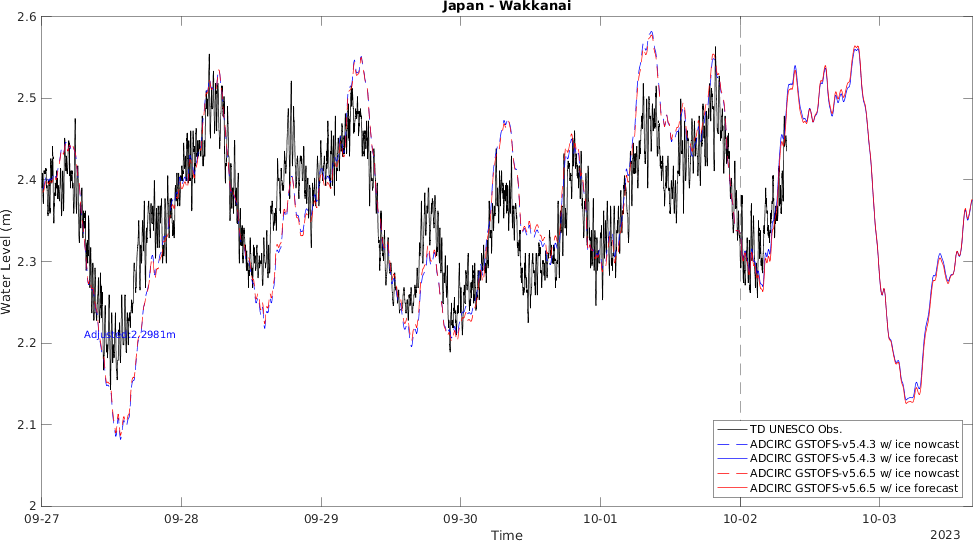 Japan - Wakkanai
2.6
2.5
2.4
2.3
2.2
2.1
2
Water Level (m)
Adjusted:2.2981m
TD UNESCO Obs.
ADCIRC GSTOFS-v5.4.3 w/ ice nowcast
ADCIRC GSTOFS-v5.4.3 w/ ice forecast
ADCIRC GSTOFS-v5.6.5 w/ ice nowcast
ADCIRC GSTOFS-v5.6.5 w/ ice forecast
09-27 09-28 09-29 09-30 10-01 10-02 10-03
Time
2023